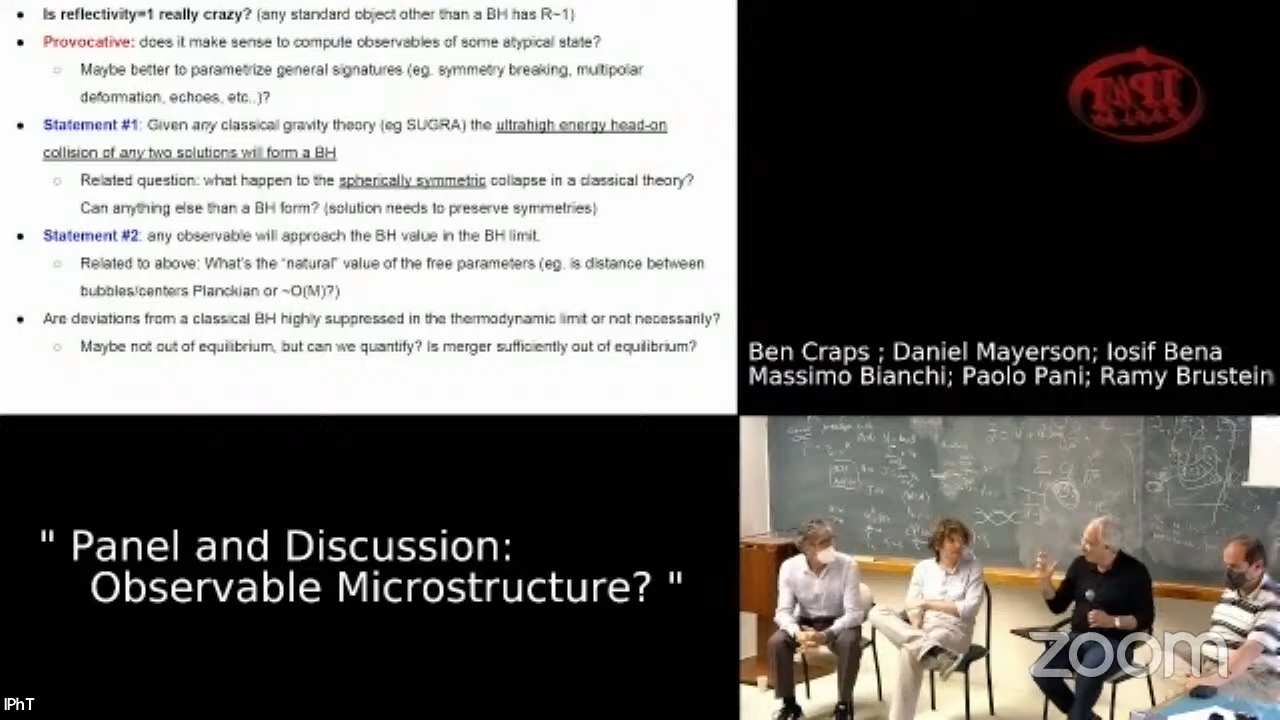 Is reflectivity=1 really crazy? (any standard object other than a BH has R~1)
Provocative: does it make sense to compute observables of some atypical state?
Maybe better to parametrize general signatures (eg. symmetry breaking, multipolar
deformation, echoes, etc..)?
Statement #1: Given any classical gravity theory (eg SUGRA) the ultrahigh energy head-on
collision of any two solutions will form a BH
Related question: what happen to the spherically symmetric collapse in a classical theory?
Can anything else than a BH form? (solution needs to preserve symmetries)
Statement #2: any observable will approach the BH value in the BH limit.
Related to above: What's the "natural" value of the free parameters (eg. is distance between
bubbles/centers Planckian or ~O(M)?)
Are deviations from a classical BH highly suppressed in the thermodynamic limit or not necessarily?
Maybe not out of equilibrium, but can we quantify? Is merger sufficiently out of equilibrium?
Ben Craps ; Daniel Mayerson; Iosif Bena
Massimo Bianchi; Paolo Pani; Ramy Brustein
" Panel and Discussion:
Observable Microstructure? "
zoom
IPhT